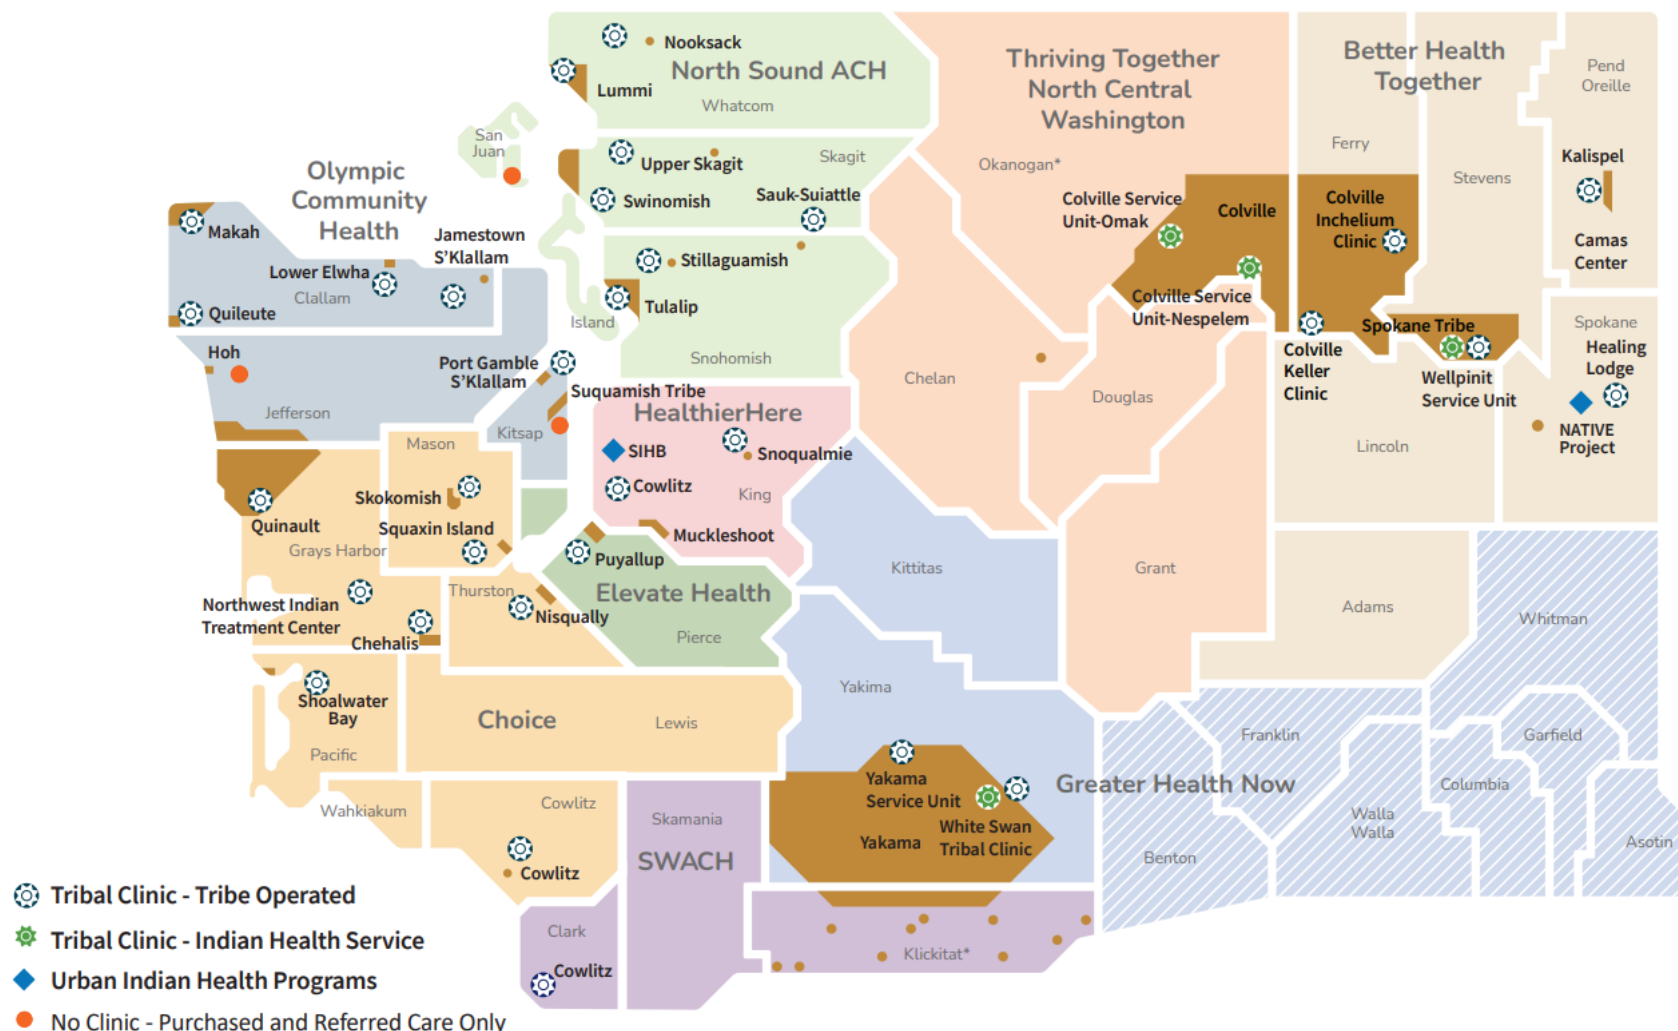 Nooksack
North Sound ACH
Lummi
Whatcom
San
Juan
Upper Skagit
Skagit
Swinomish
Sauk-Suiattle
Stillaguamish
Tulalip
Island
Snohomish
Olympic
Community
Health
Makah
Jamestown
S’Klallam
Lower Elwha
Clallam
Quileute
Hoh
Port Gamble
S’Klallam
Suquamish Tribe
Jefferson
Kitsap
Mason
HealthierHere
SIHB
Snoqualmie
Cowlitz
King
Muckleshoot
Skokomish
Squaxin Island
Quinault
Grays Harbor
Puyallup
Elevate Health
Pierce
Thurston
Nisqually
Northwest Indian
Treatment Center
Chehalis
Shoalwater
Bay
Choice
Lewis
Pacific
Wahkiakum
Cowlitz
Cowlitz
Clark
Cowlitz
Skamania
SWACH
Klickitat*
Thriving Together
North Central
Washington
Okanogan*
Colville Service
Unit-Omak
Colville
Colville Service
Unit-Nespelem
Chelan
Douglas
Grant
Better Health
Together
Pend
Oreille
Ferry
Stevens
Kalispel
Camas
Center
Colville
Inchelium
Clinic
Colville
Keller
Clinic
Spokane Tribe
Wellpinit
Service Unit
Spokane
Healing
Lodge
NATIVE
Project
Lincoln
Adams
Whitman
Kittitas
Yakima
Yakama
Service Unit
Yakama
White Swan
Tribal Clinic
Greater Health Now
Franklin
Benton
Walla
Walla
Columbia
Garfield
Asotin
Tribal Clinic - Tribe Operated
Tribal Clinic - Indian Health Service
Urban Indian Health Programs
No Clinic - Purchased and Referred Care Only